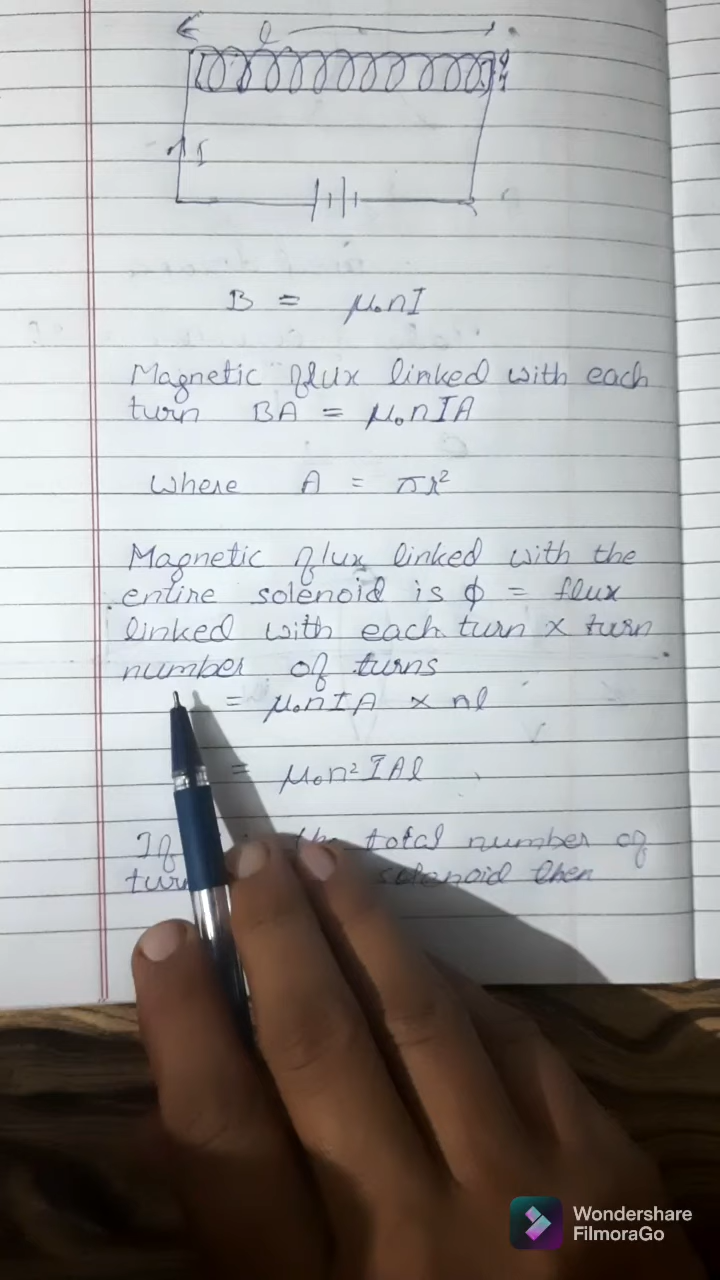 l
I
B = μ₀nI
Magnetic flux linked with each
turn BA = μ₀nIA
where A = πr²
Magnetic flux linked with the
entire solenoid is ϕ = flux
linked with each turn x turn
number of turns
= μ₀nIA x nl
= μ₀n²IAl
If the total number of
solenoid then
Wondershare
FilmoraGo